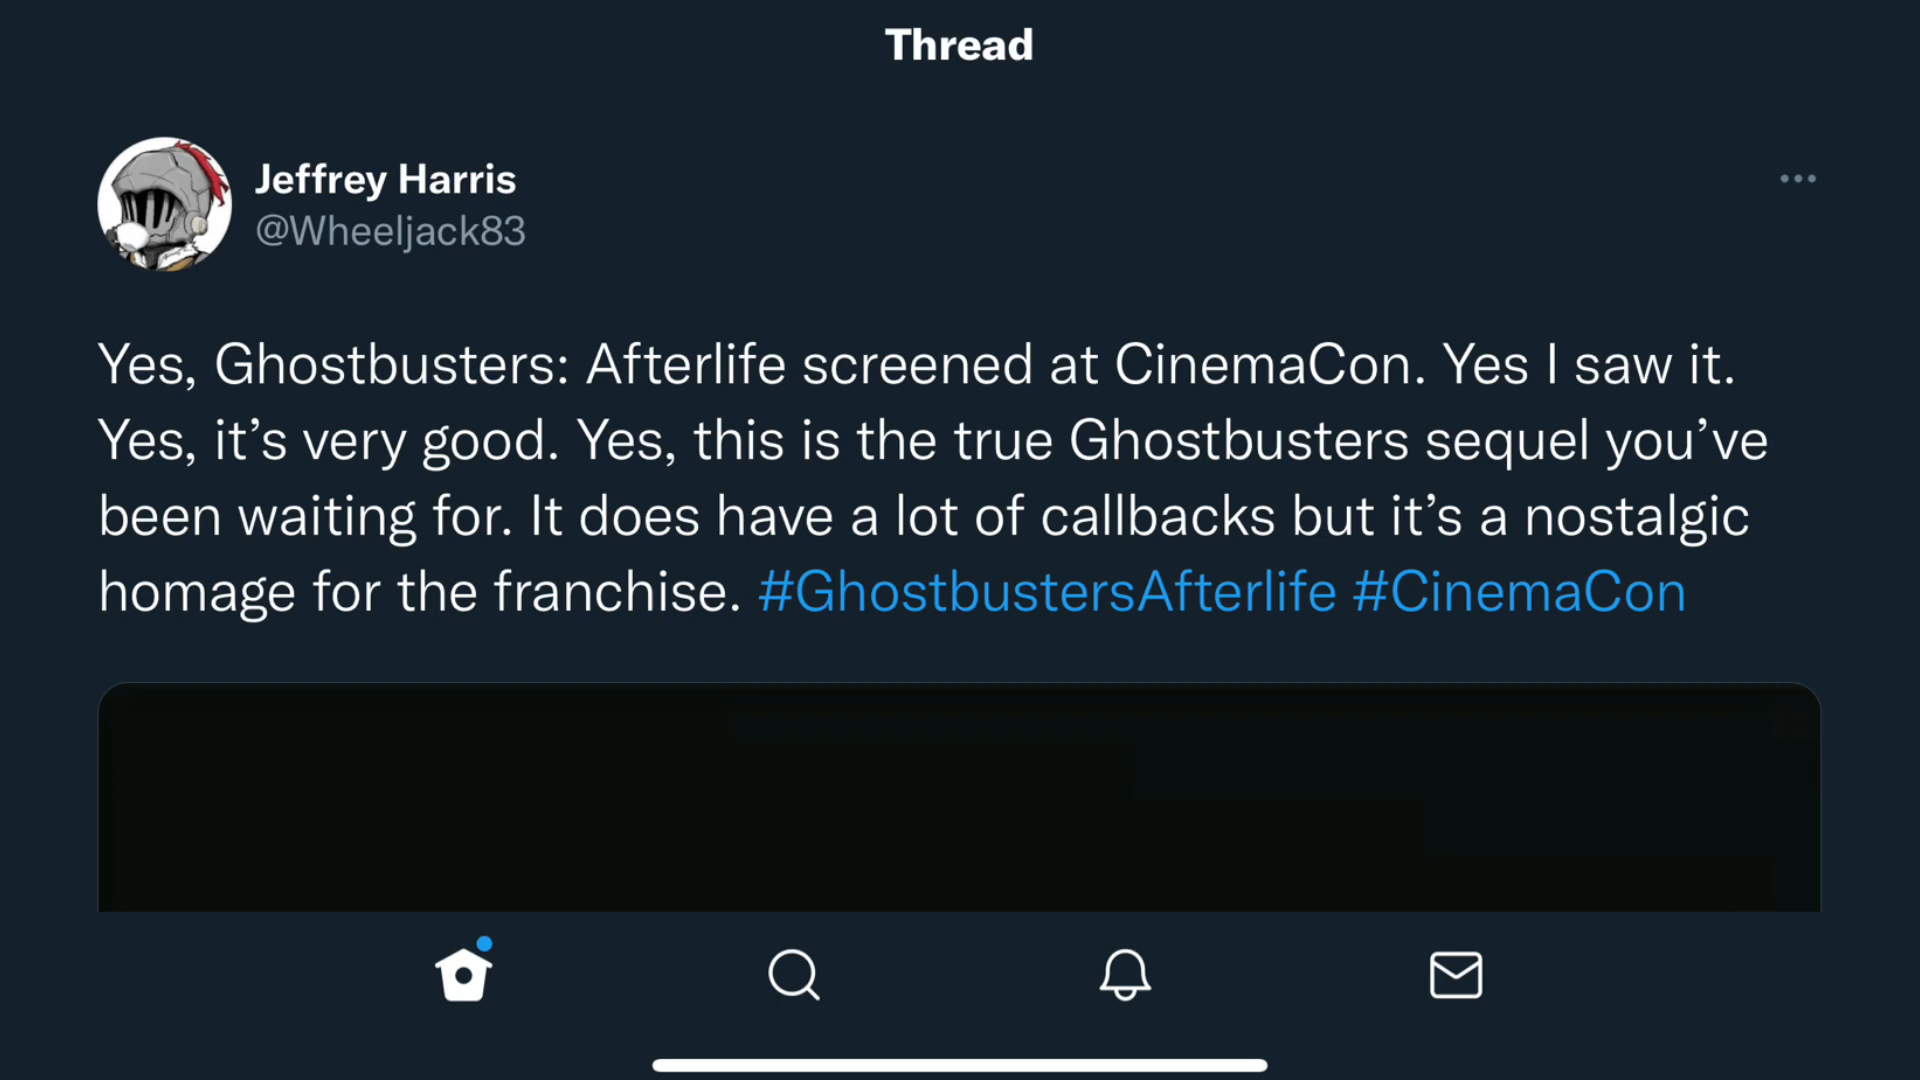 Thread
Jeffrey Harris
@Wheeljack83
Yes, Ghostbusters: Afterlife screened at CinemaCon. Yes I saw it.
Yes, it’s very good. Yes, this is the true Ghostbusters sequel you’ve
been waiting for. It does have a lot of callbacks but it’s a nostalgic
homage for the franchise. #GhostbustersAfterlife #CinemaCon